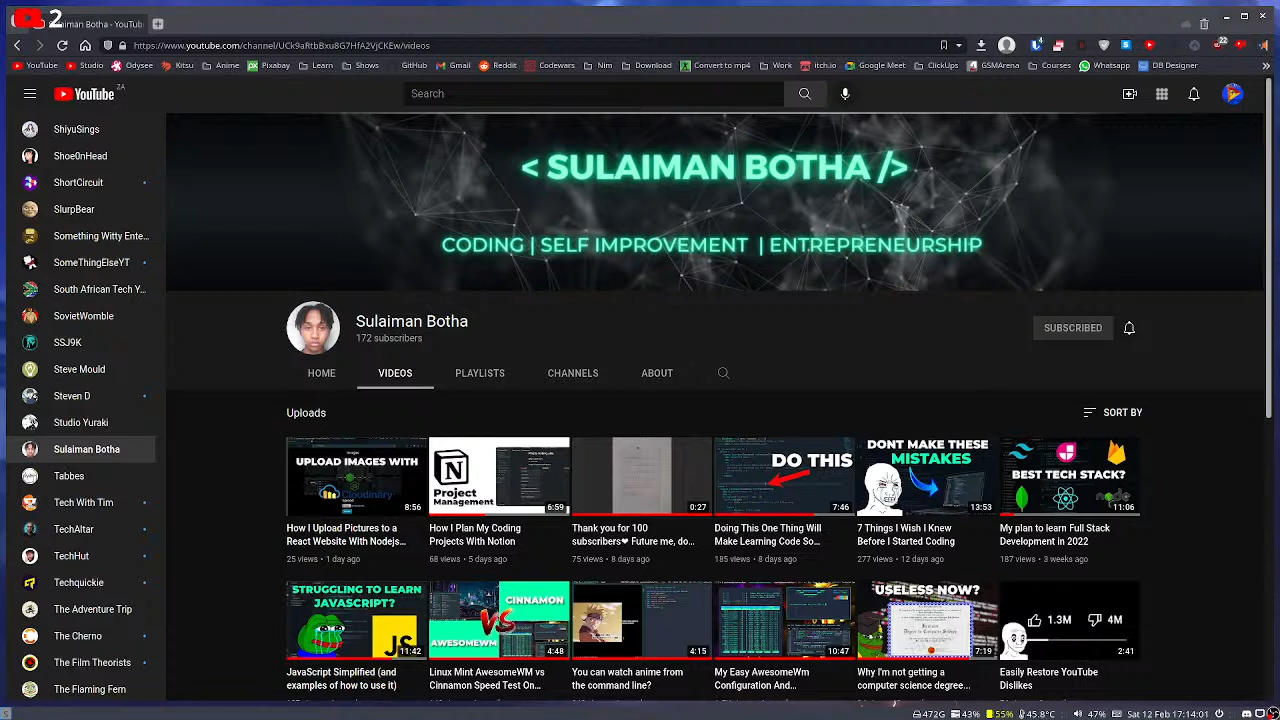 2
Sulaiman Botha - YouTub
https://www.youtube.com/channel/UCk9aRtbBxu8G7HfA2VjCKEw/videos
4
22
YouTube
Studio
Odysee
Kitsu
Anime
Pixabay
Learn
Shows
GitHub
Gmail
Reddit
Codewars
Nim
Download
Convert to mp4
Work
itch.io
Google Meet
ClickUps
GSMArena
Courses
Whatsapp
DB Designer
YouTube ZA
Search
ShiyuSings
Shoe0nHead
ShortCircuit
SlurpBear
Something Witty Ente...
SomeThingElseYT
South African Tech Y...
SovietWomble
SSJ9K
Steve Mould
Steven D
Studio Yuraki
Sulaiman Botha
Tabbes
Tech With Tim
TechAltar
TechHut
Techquickie
The Adventure Trip
The Cherno
The Film Theorists
< SULAIMAN BOTHA />
CODING | SELF IMPROVEMENT | ENTREPRENEURSHIP
Sulaiman Botha
172 subscribers
SUBSCRIBED
HOME
VIDEOS
PLAYLISTS
CHANNELS
ABOUT
Uploads
SORT BY
UPLOAD IMAGES WITH
CLOUDINARY
8:56
How I Upload Pictures to a
React Website With Nodejs...
25 views • 1 day ago
Project
Management
6:59
How I Plan My Coding
Projects With Notion
68 views • 5 days ago
0:27
Thank you for 100
subscribers❤ Future me, do...
75 views • 8 days ago
DO THIS
7:46
Doing This One Thing Will
Make Learning Code So...
185 views • 8 days ago
DONT MAKE THESE
MISTAKES
13:53
7 Things I Wish I Knew
Before I Started Coding
277 views • 12 days ago
BEST TECH STACK?
node
11:06
My plan to learn Full Stack
Development in 2022
187 views • 3 weeks ago
STRUGGLING TO LEARN
JAVASCRIPT?
JS
11:42
JavaScript Simplified (and
examples of how to use it)
CINNAMON
VS
AWESOMEWM
4:48
Linux Mint AwesomeWM vs
Cinnamon Speed Test On...
4:15
You can watch anime from
the command line?
10:47
My Easy AwesomeWm
Configuration And...
USELESS NOW?
7:19
Why I'm not getting a
computer science degree...
1.3M
4M
2:41
Easily Restore YouTube
Dislikes
472G
43%
55%
45.8°C
47%
Sat 12 Feb 17:14:01